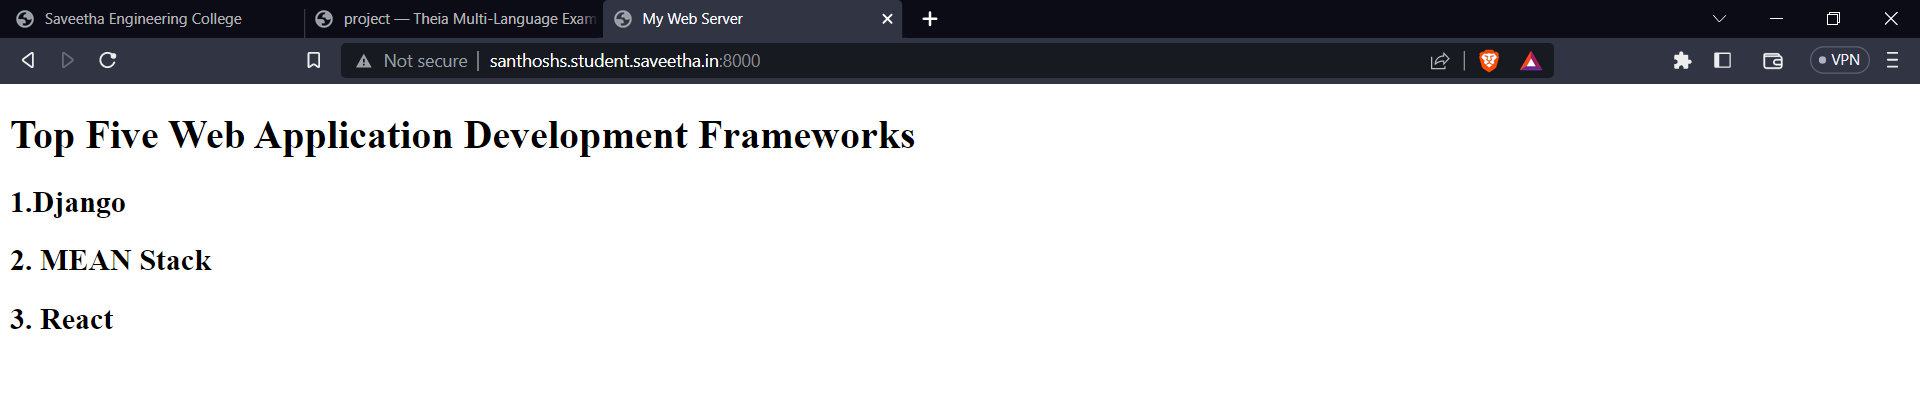 Saveetha Engineering College
project — Theia Multi-Language Exam
My Web Server
Not secure
santhoshs.student.saveetha.in:8000
VPN
Top Five Web Application Development Frameworks
1.Django
2. MEAN Stack
3. React